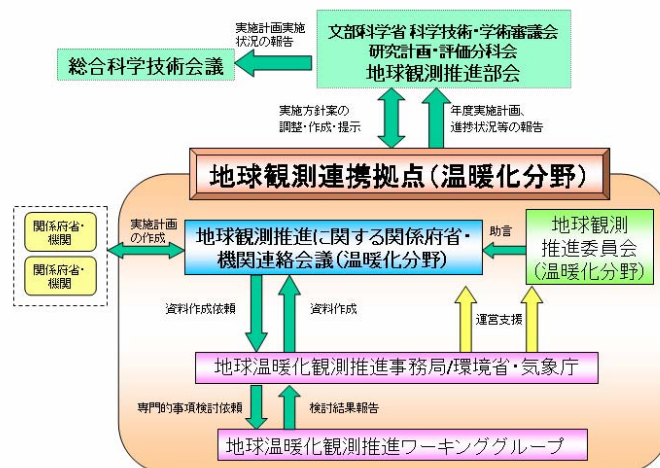 実施計画実施
状況の報告
文部科学省 科学技術・学術審議会
研究計画・評価分科会
地球観測推進部会
総合科学技術会議
実施方針案の
調整・作成・提示
年度実施計画、
進捗状況等の報告
地球観測連携拠点(温暖化分野)
関係府省・
機関
関係府省・
機関
実施計画
の作成
地球観測推進に関する関係府省・
機関連絡会議(温暖化分野)
助言
地球観測
推進委員会
(温暖化分野)
資料作成依頼
資料作成
運営支援
地球温暖化観測推進事務局/環境省・気象庁
専門的事項検討依頼
検討結果報告
地球温暖化観測推進ワーキンググループ